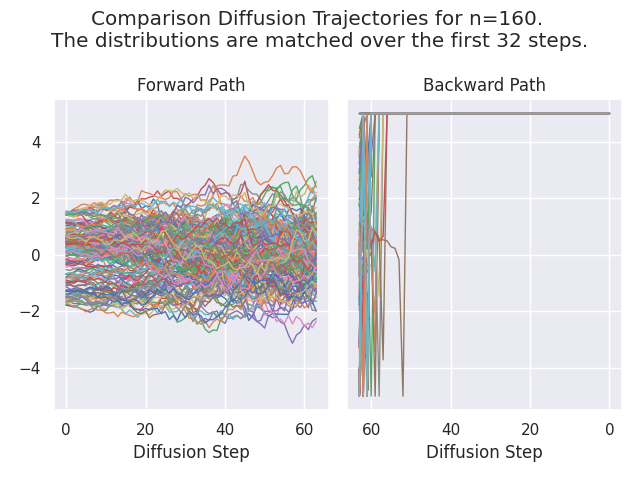 Comparison Diffusion Trajectories for n=160.
The distributions are matched over the first 32 steps.
Forward Path
Backward Path
4
2
0
−2
−4
0 20 40 60
60 40 20 0
Diffusion Step
Diffusion Step